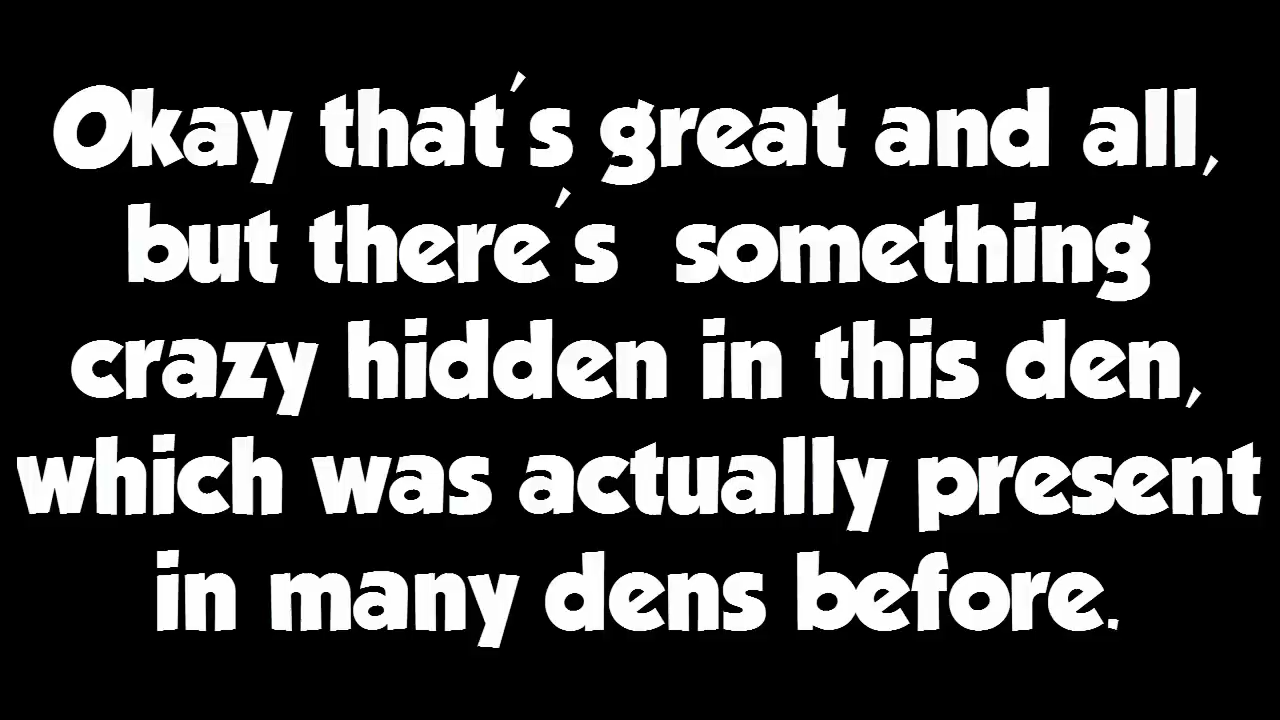 Okay that's great and all,
but there's something
crazy hidden in this den,
which was actually present
in many dens before.